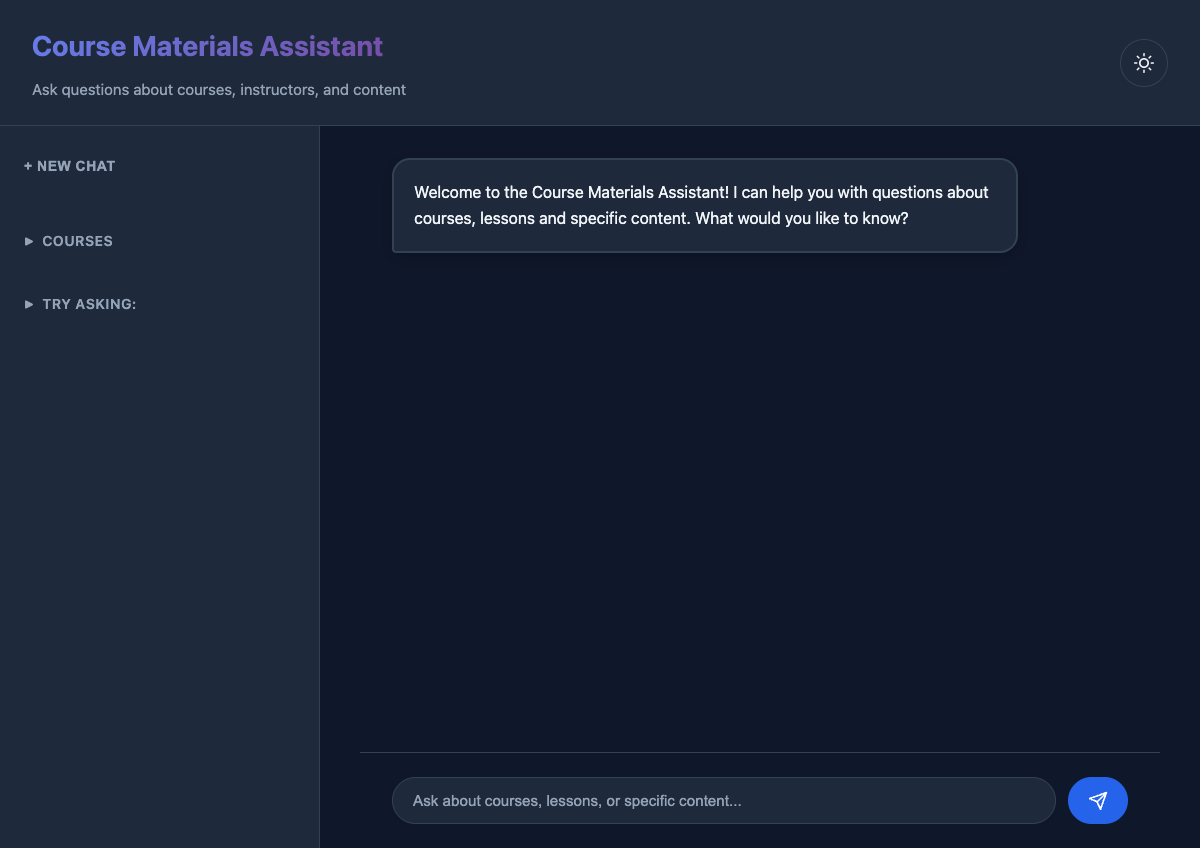 Course Materials Assistant
Ask questions about courses, instructors, and content
+ NEW CHAT
▶ COURSES
▶ TRY ASKING:
Welcome to the Course Materials Assistant! I can help you with questions about
courses, lessons and specific content. What would you like to know?
Ask about courses, lessons, or specific content...